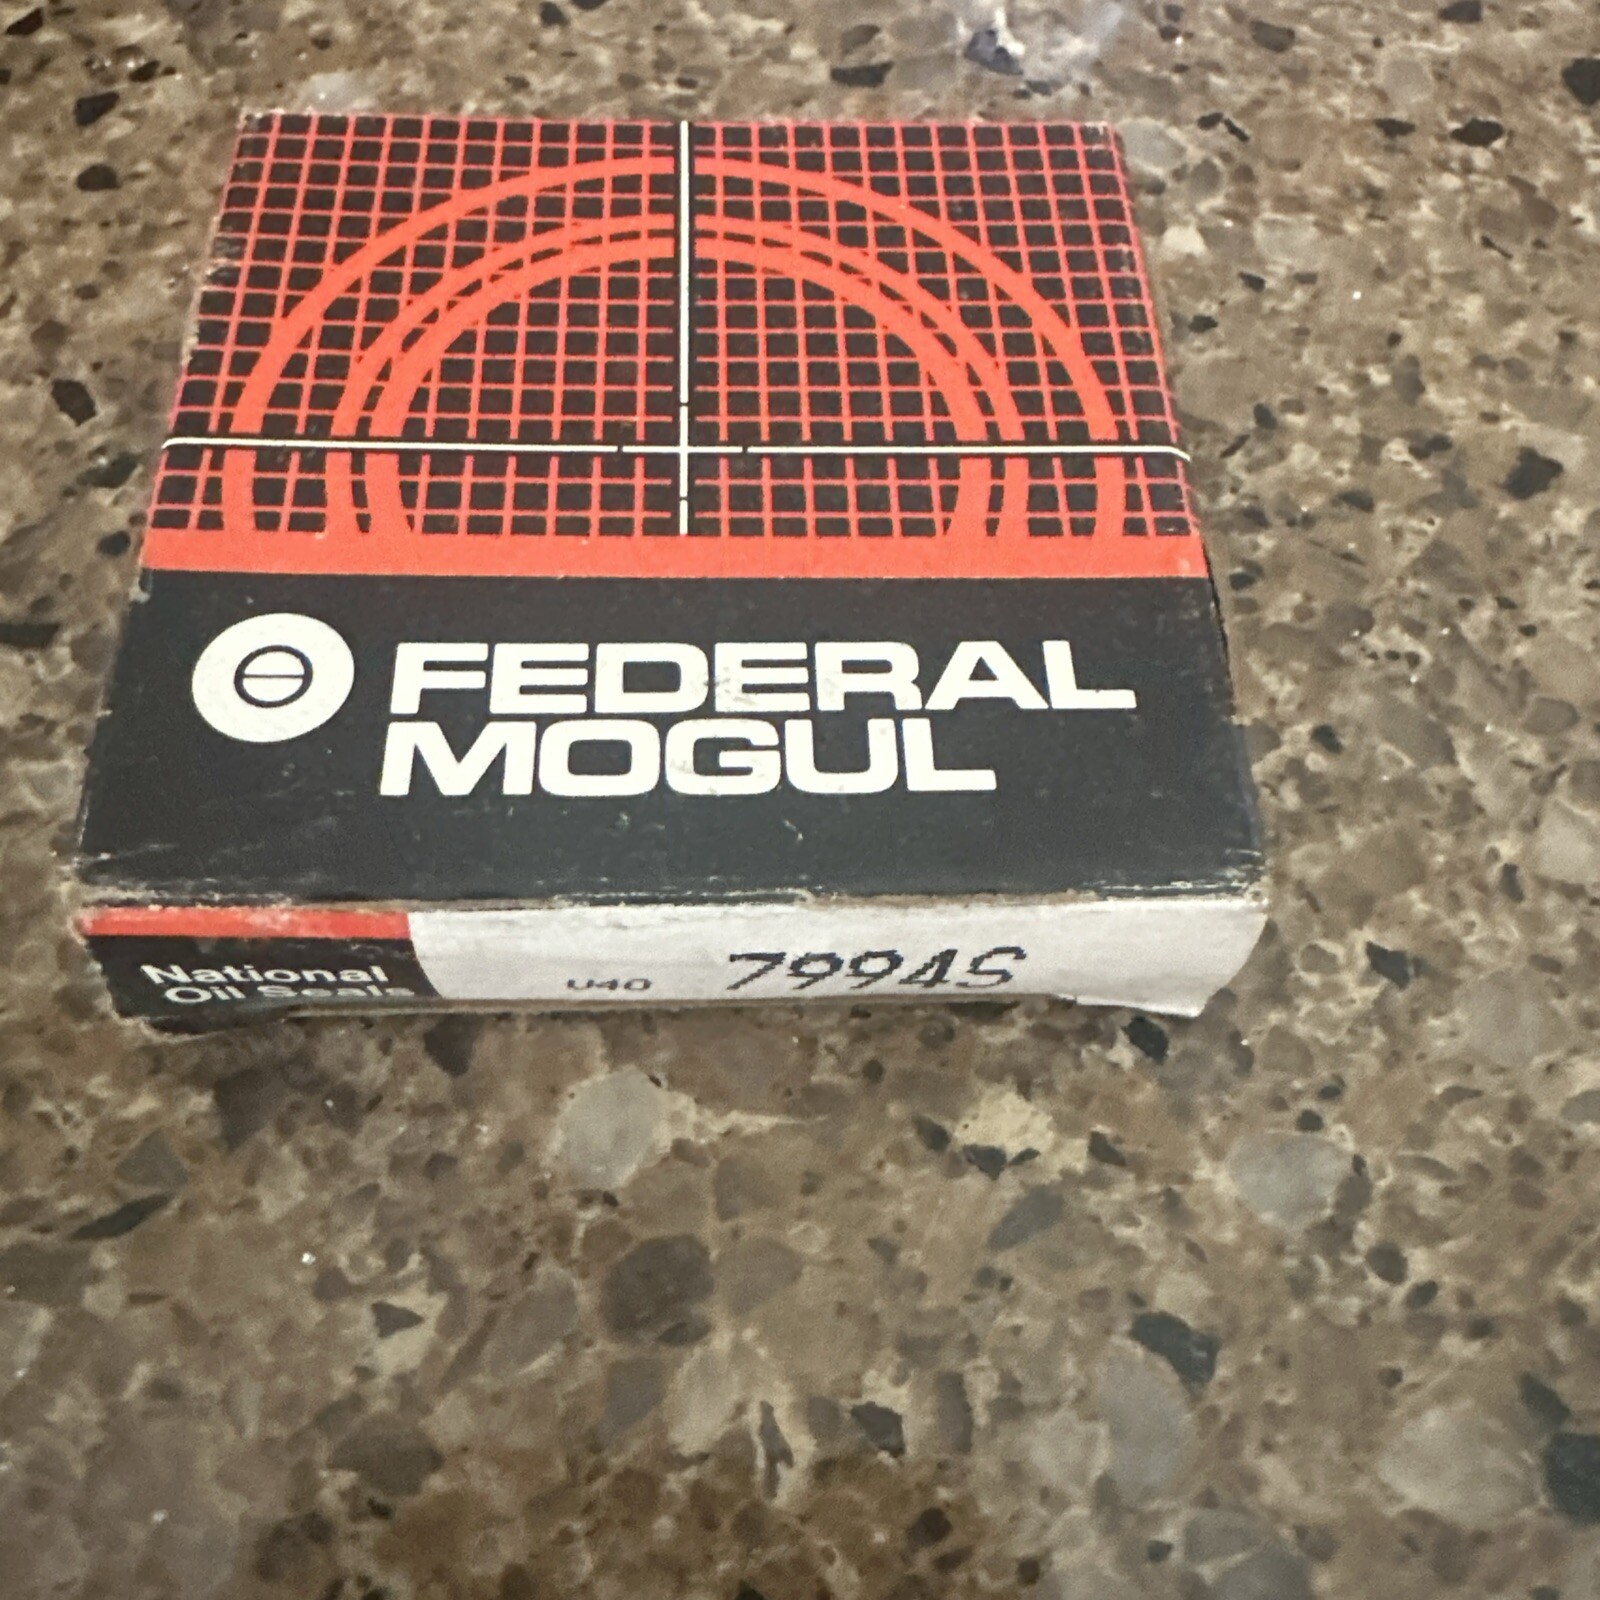 FEDERAL
MOGUL
National
Oil Seals
U40 7994S